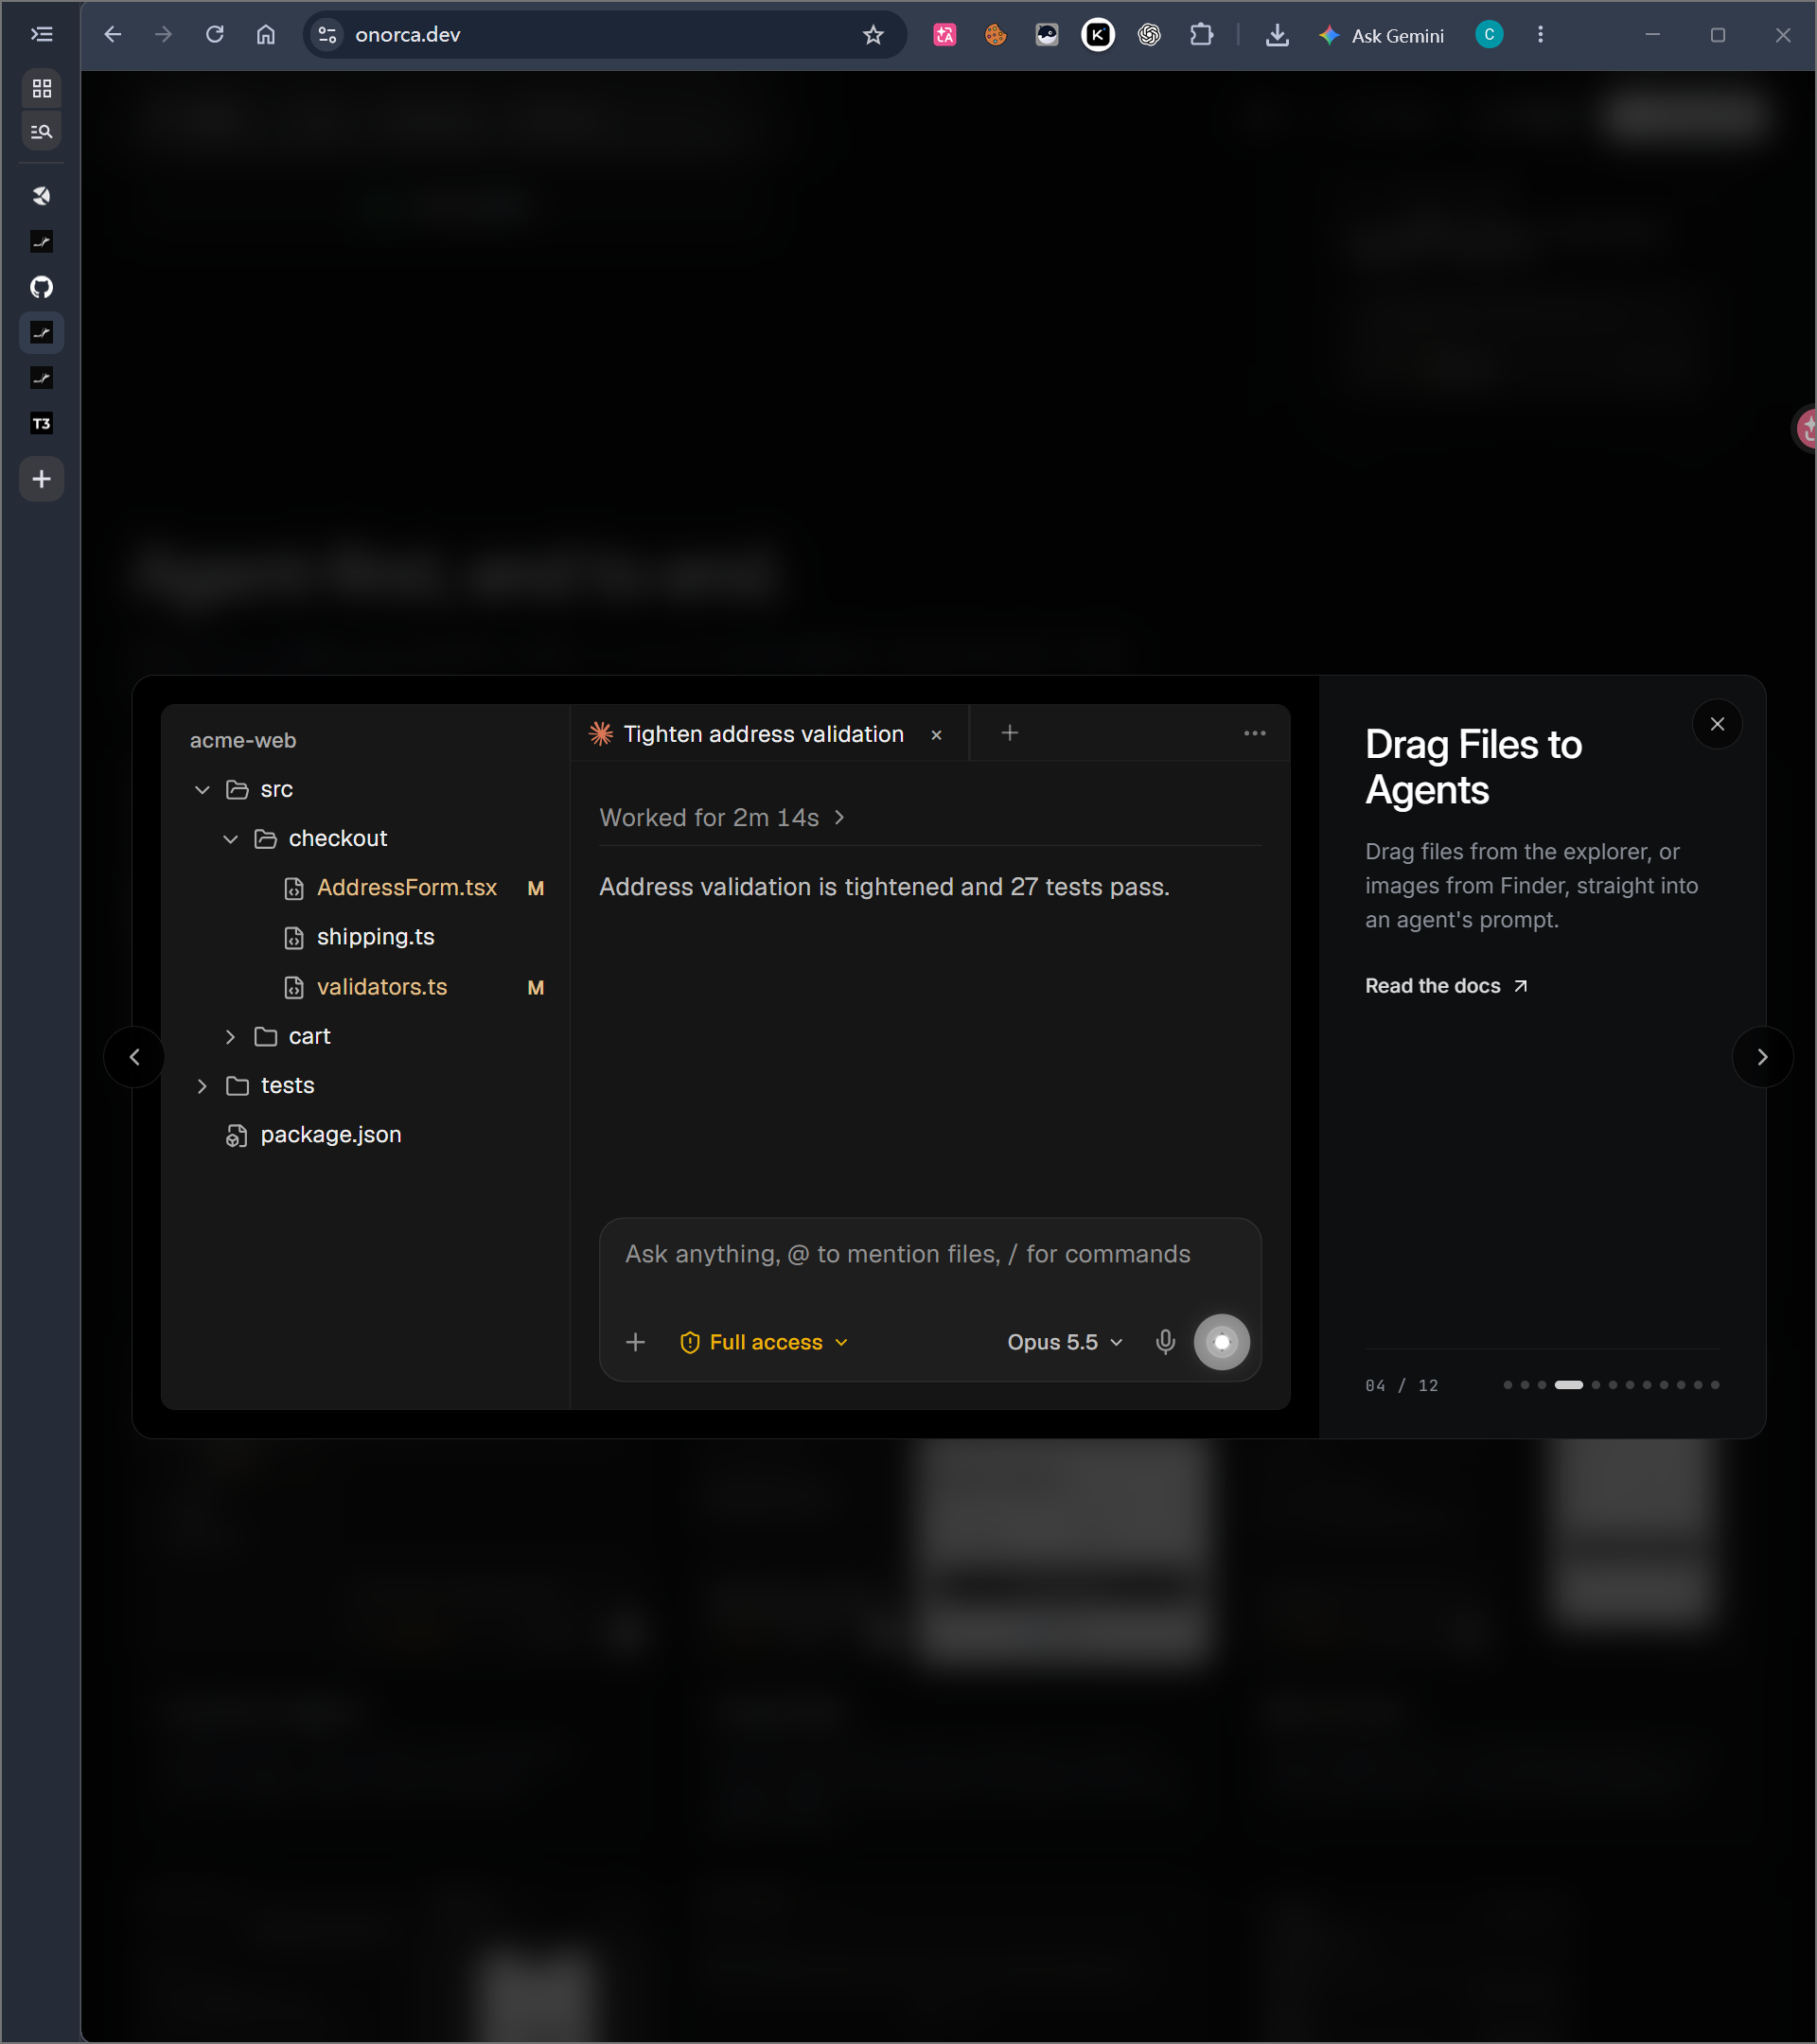 onorca.dev
Ask Gemini
C
T3
acme-web
src
checkout
AddressForm.tsx M
shipping.ts
validators.ts M
cart
tests
package.json
Tighten address validation
Worked for 2m 14s
Address validation is tightened and 27 tests pass.
Ask anything, @ to mention files, / for commands
Full access
Opus 5.5
Drag Files to
Agents
Drag files from the explorer, or
images from Finder, straight into
an agent's prompt.
Read the docs
04 / 12